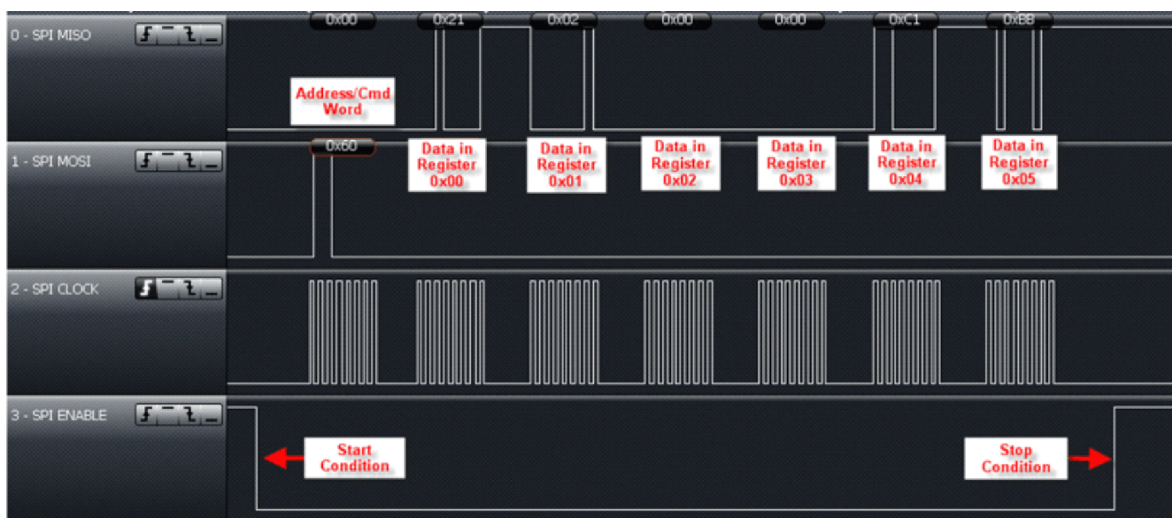 0x00 0x21 0x02 0x00 0x00 0xC1 0xBB
0 - SPI MISO
Address/Cmd
Word
0x60
1 - SPI MOSI
Data in
Register
0x00
Data in
Register
0x01
Data in
Register
0x02
Data in
Register
0x03
Data in
Register
0x04
Data in
Register
0x05
2 - SPI CLOCK
3 - SPI ENABLE
Start
Condition
Stop
Condition